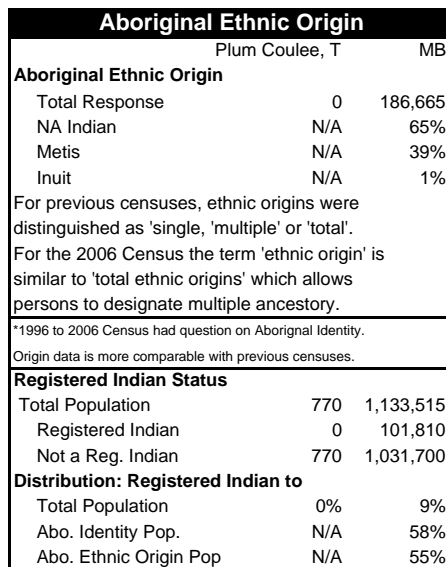 Aboriginal Ethnic Origin
Plum Coulee, T MB
Aboriginal Ethnic Origin
Total Response 0 186,665
NA Indian N/A 65%
Metis N/A 39%
Inuit N/A 1%
For previous censuses, ethnic origins were
distinguished as 'single, 'multiple' or 'total'.
For the 2006 Census the term 'ethnic origin' is
similar to 'total ethnic origins' which allows
persons to designate multiple ancestory.
*1996 to 2006 Census had question on Aborignal Identity.
Origin data is more comparable with previous censuses.
Registered Indian Status
Total Population 770 1,133,515
Registered Indian 0 101,810
Not a Reg. Indian 770 1,031,700
Distribution: Registered Indian to
Total Population 0% 9%
Abo. Identity Pop. N/A 58%
Abo. Ethnic Origin Pop N/A 55%